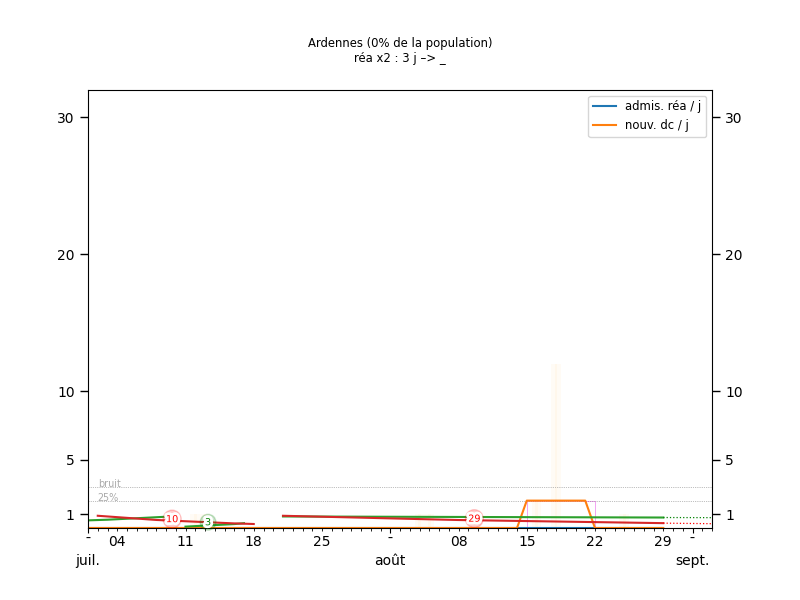 Ardennes (0% de la population)
réa x2 : 3 j –> _
admis. réa / j
nouv. dc / j
30 30
20 20
10 10
5 5
bruit
25%
1 1
10 3 29
- 04 11 18 25 - 08 15 22 29 -
juil. août sept.